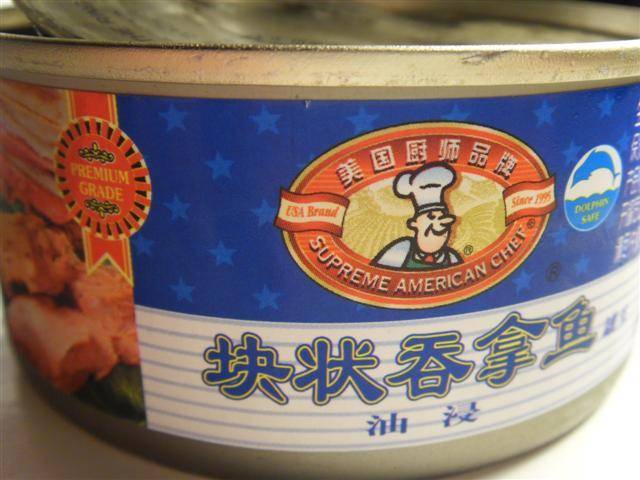 PREMIUM
GRADE
美国厨师品牌
USA Brand
Since 1995
SUPREME AMERICAN CHEF
®
®
DOLPHIN
SAFE
块状吞拿鱼
油浸